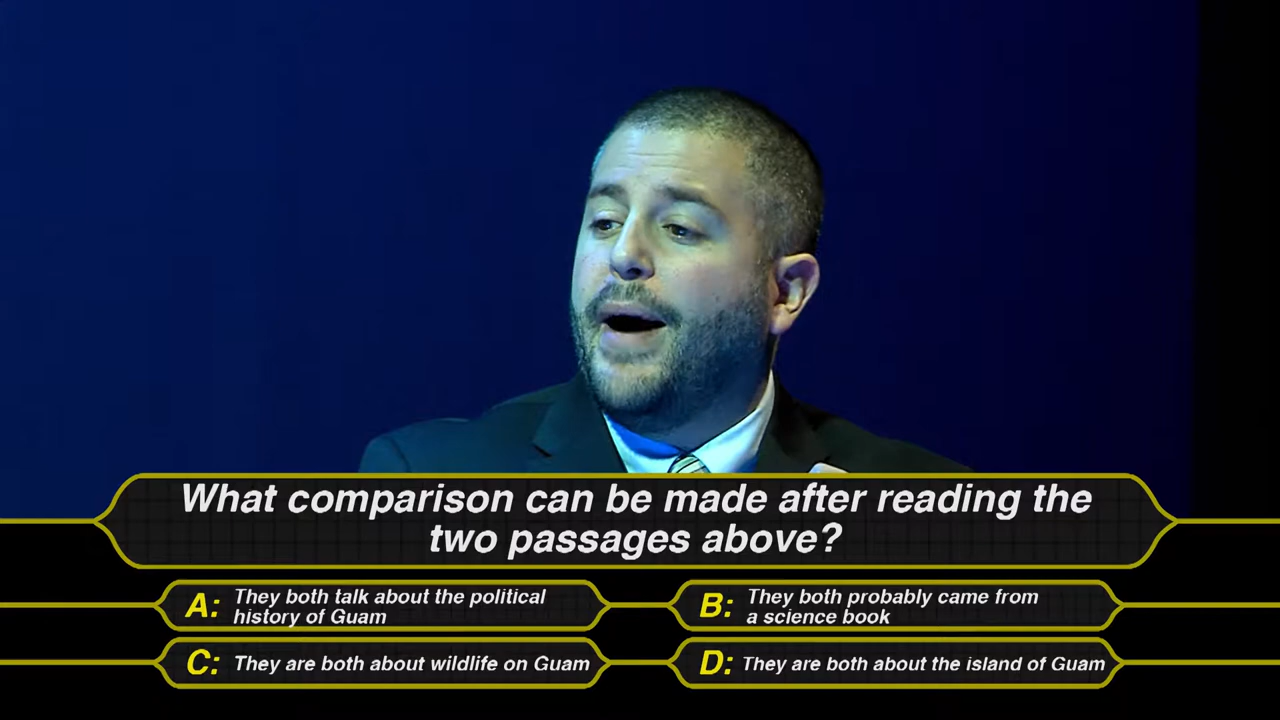 What comparison can be made after reading the
two passages above?
A: They both talk about the political
history of Guam
B: They both probably came from
a science book
C: They are both about wildlife on Guam
D: They are both about the island of Guam